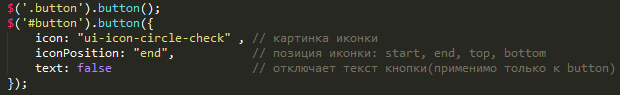 $('.button').button();
$('#button').button({
    icon: "ui-icon-circle-check" , // картинка иконки
    iconPosition: "end",           // позиция иконки: start, end, top, bottom
    text: false                    // отключает текст кнопки(применимо только к button)
});